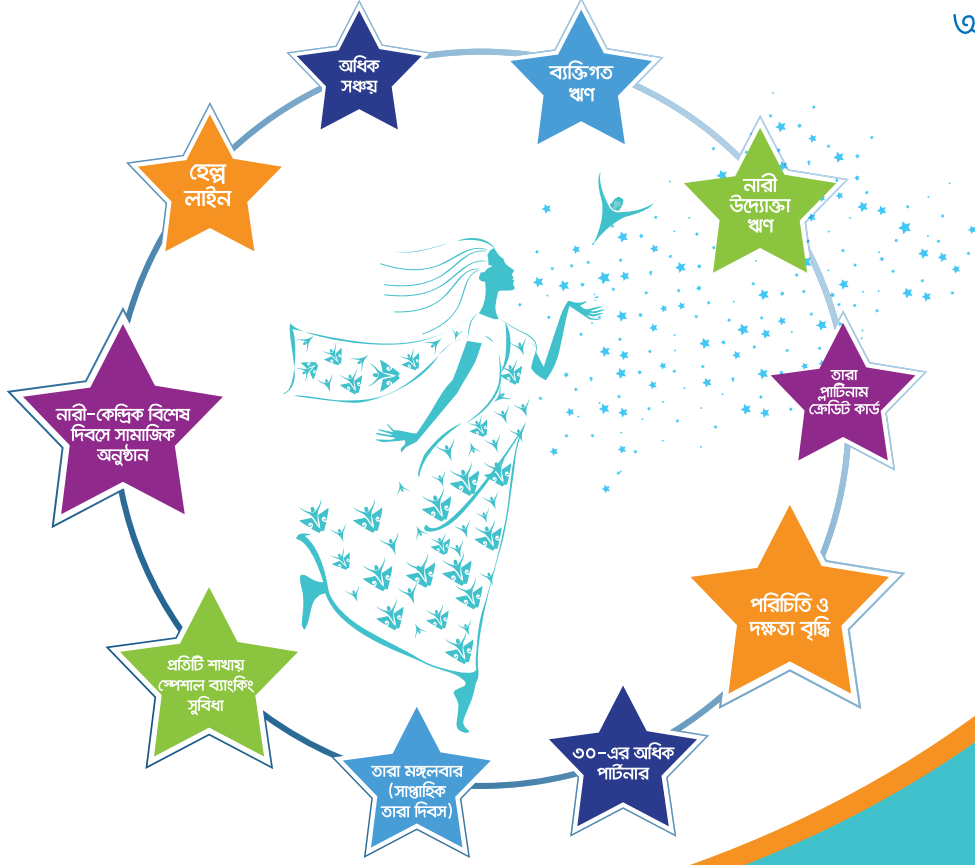 অ
অধিক
সঞ্চয়
ব্যক্তিগত
ঋণ
নারী
উদ্যোক্তা
ঋণ
তারা
প্লাটিনাম
ক্রেডিট কার্ড
পরিচিতি ও
দক্ষতা বৃদ্ধি
৩০-এর অধিক
পার্টনার
তারা মঙ্গলবার
(সাপ্তাহিক
তারা দিবস)
প্রতিটি শাখায়
স্পেশাল ব্যাংকিং
সুবিধা
নারী-কেন্দ্রিক বিশেষ
দিবসে সামাজিক
অনুষ্ঠান
হেল্প
লাইন